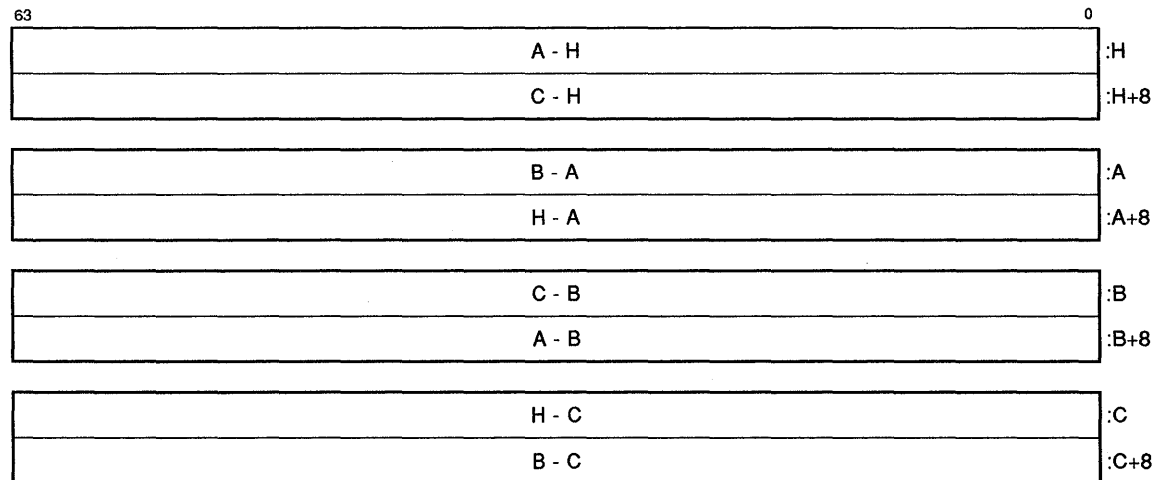 63 0
A - H :H
C - H :H+8
B - A :A
H - A :A+8
C - B :B
A - B :B+8
H - C :C
B - C :C+8